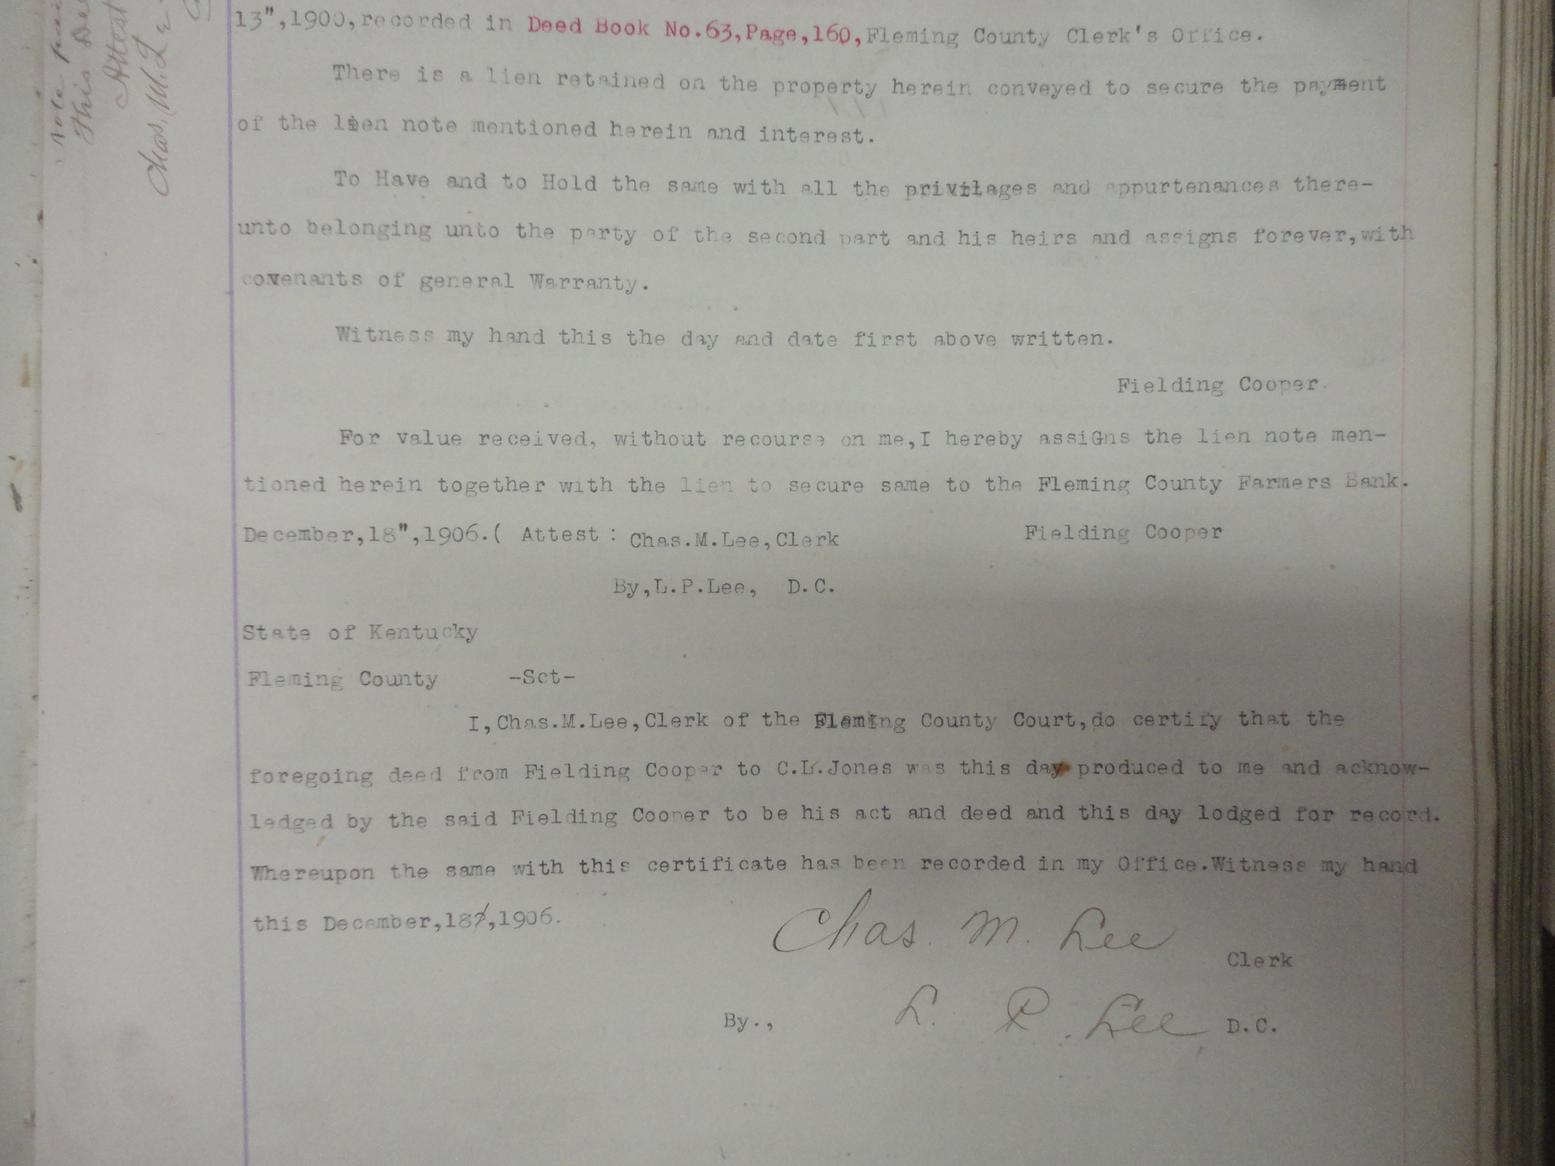 13",1900,recorded in Deed Book No.63,Page,160,Fleming County Clerk's Office.
There is a lien retained on the property herein conveyed to secure the payment
of the lien note mentioned herein and interest.
To Have and to Hold the same with all the privilages and appurtenances there-
unto belonging unto the party of the second part and his heirs and assigns forever,with
covenants of general Warranty.
Witness my hand this the day and date first above written.
Fielding Cooper.
For value received, without recourse on me,I hereby assiGns the lien note men-
tioned herein together with the lien to secure same to the Fleming County Farmers Bank.
December,18",1906.( Attest : Chas.M.Lee,Clerk Fielding Cooper
By,L.P.Lee, D.C.
State of Kentucky
Fleming County -Sct-
I,Chas.M.Lee,Clerk of the Fleming County Court,do certify that the
foregoing deed from Fielding Cooper to C.L.Jones was this day produced to me and acknow-
ledged by the said Fielding Cooper to be his act and deed and this day lodged for record.
Whereupon the same with this certificate has been recorded in my Office.Witness my hand
this December,18",1906.
Chas. M. Lee
Clerk
By., L. P. Lee D.C.
Note
This
Attest
Chas. M. Lee